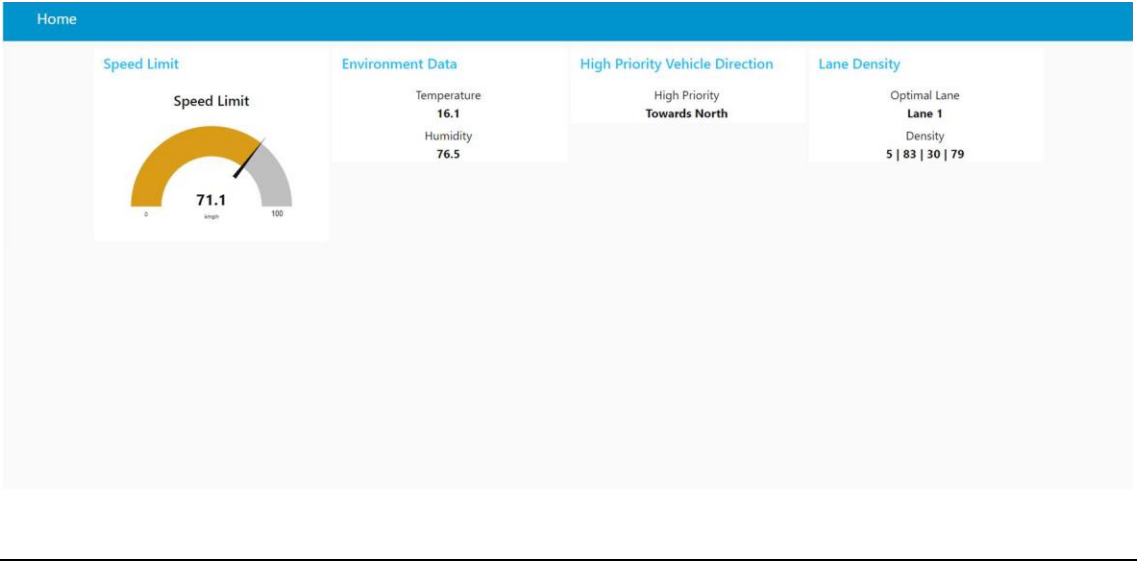 Home
Speed Limit
Speed Limit
71.1
kmph
0
100
Environment Data
Temperature
16.1
Humidity
76.5
High Priority Vehicle Direction
High Priority
Towards North
Lane Density
Optimal Lane
Lane 1
Density
5 | 83 | 30 | 79